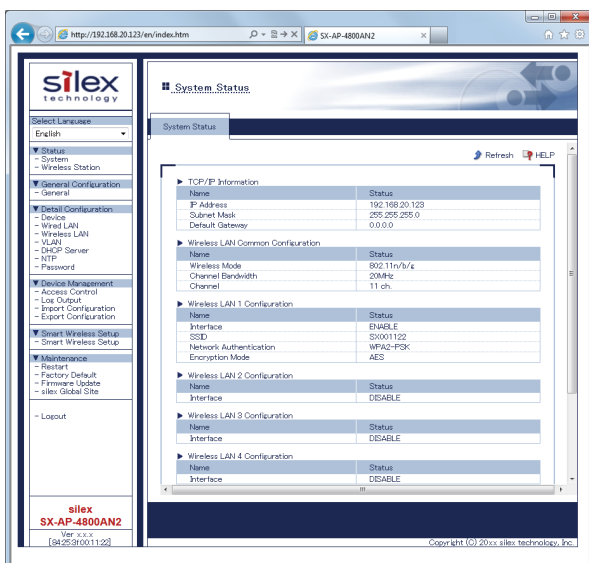 http://192.168.20.123/en/index.htm
SX-AP-4800AN2
silex
technology
System Status
Select Language
English
System Status
Refresh
HELP
▼ Status
- System
- Wireless Station
▼ General Configuration
- General
▼ Detail Configuration
- Device
- Wired LAN
- Wireless LAN
- VLAN
- DHCP Server
- NTP
- Password
▼ Device Management
- Access Control
- Log Output
- Import Configuration
- Export Configuration
▼ Smart Wireless Setup
- Smart Wireless Setup
▼ Maintenance
- Restart
- Factory Default
- Firmware Update
- silex Global Site
- Logout
silex
SX-AP-4800AN2
Ver x.x.x
[84:25:3f:00:11:22]
▶ TCP/IP Information
Name Status
IP Address 192.168.20.123
Subnet Mask 255.255.255.0
Default Gateway 0.0.0.0
▶ Wireless LAN Common Configuration
Name Status
Wireless Mode 802.11n/b/g
Channel Bandwidth 20MHz
Channel 11 ch.
▶ Wireless LAN 1 Configuration
Name Status
Interface ENABLE
SSID SX001122
Network Authentication WPA2-PSK
Encryption Mode AES
▶ Wireless LAN 2 Configuration
Name Status
Interface DISABLE
▶ Wireless LAN 3 Configuration
Name Status
Interface DISABLE
▶ Wireless LAN 4 Configuration
Name Status
Interface DISABLE
Copyright (C) 20xx silex technology, Inc.